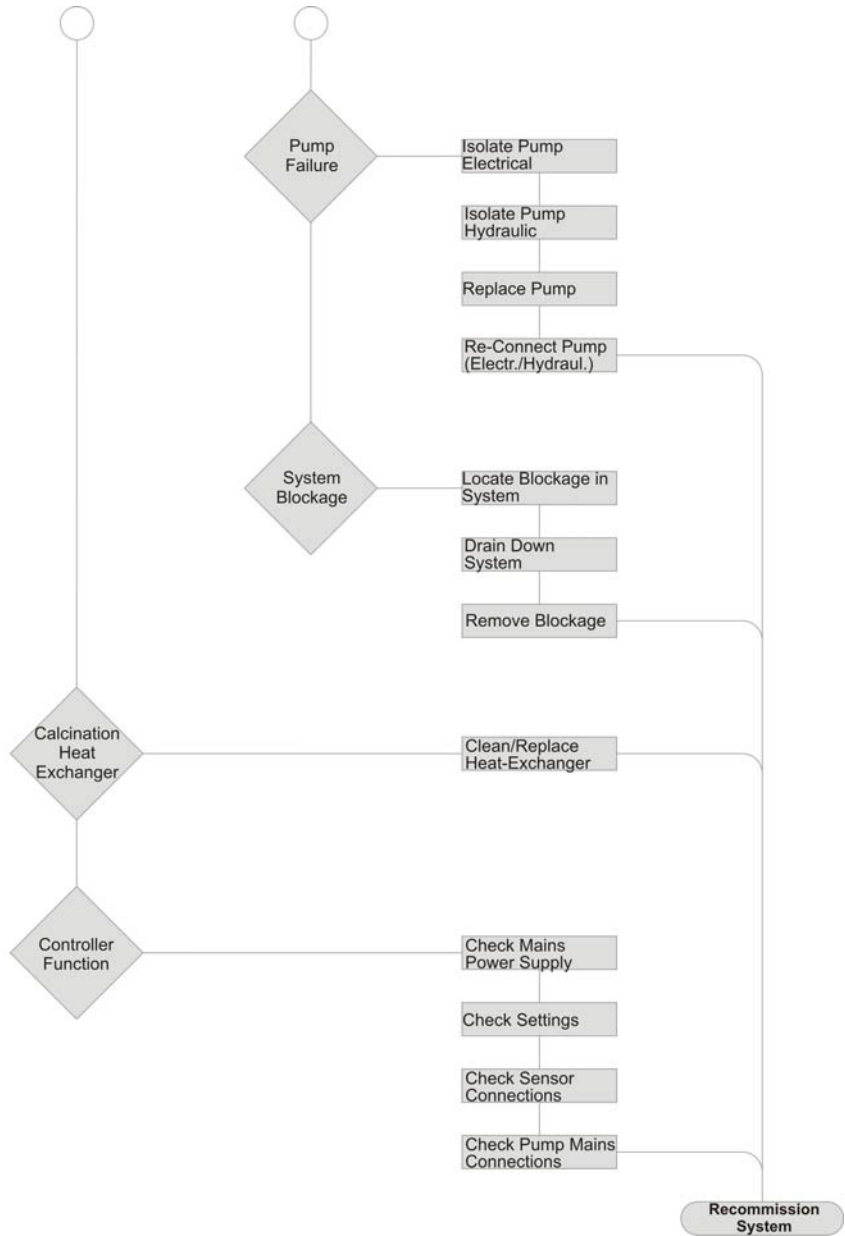 Pump
Failure
Isolate Pump
Electrical
Isolate Pump
Hydraulic
Replace Pump
Re-Connect Pump
(Electr./Hydraul.)
System
Blockage
Locate Blockage in
System
Drain Down
System
Remove Blockage
Calcination
Heat
Exchanger
Clean/Replace
Heat-Exchanger
Controller
Function
Check Mains
Power Supply
Check Settings
Check Sensor
Connections
Check Pump Mains
Connections
Recommission
System